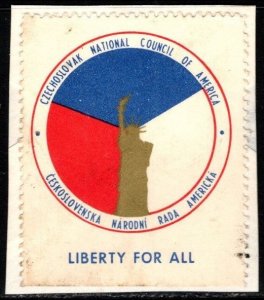 CZECHOSLOVAK NATIONAL COUNCIL OF AMERICA
ČESKOSLOVENSKÁ NÁRODNÍ RADA AMERICKÁ
LIBERTY FOR ALL